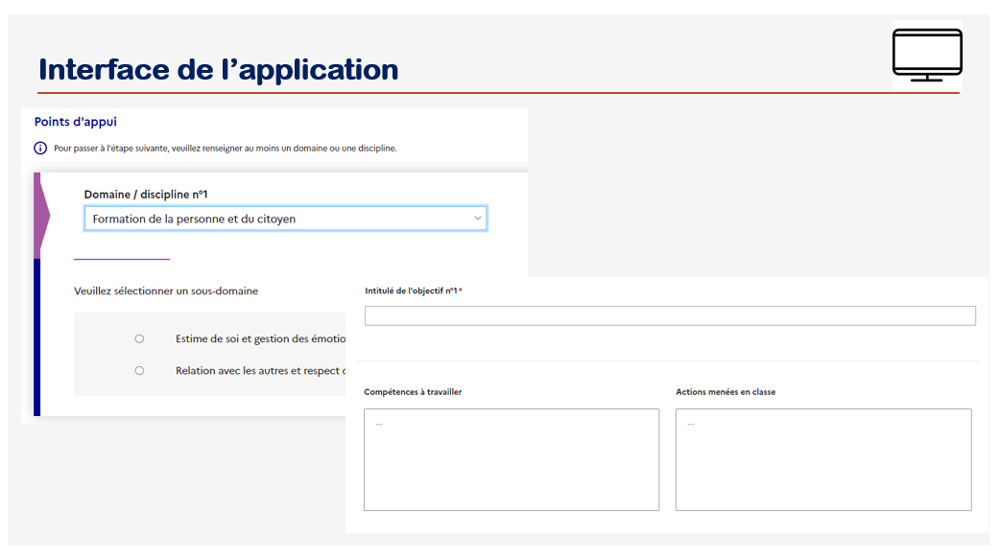 Interface de l'application
Points d'appui
Pour passer à l'étape suivante, veuillez renseigner au moins un domaine ou une discipline.
Domaine / discipline n°1
Formation de la personne et du citoyen
Veuillez sélectionner un sous-domaine
Estime de soi et gestion des émotio
Relation avec les autres et respect
Intitulé de l'objectif n°1*
Compétences à travailler
Actions menées en classe
...
...